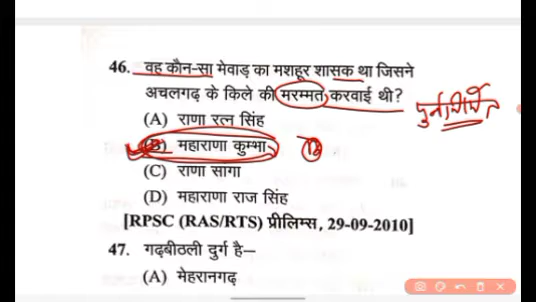 46. वह कौन-सा मेवाड़ का मशहूर शासक था जिसने
अचलगढ़ के किले की मरम्मत करवाई थी?
(A) राणा रत्न सिंह
(B) महाराणा कुम्भा
(C) राणा सागा
(D) महाराणा राज सिंह
[RPSC (RAS/RTS) प्रीलिम्स, 29-09-2010]
47. गढ़बीठली दुर्ग है—
(A) मेहरानगढ़